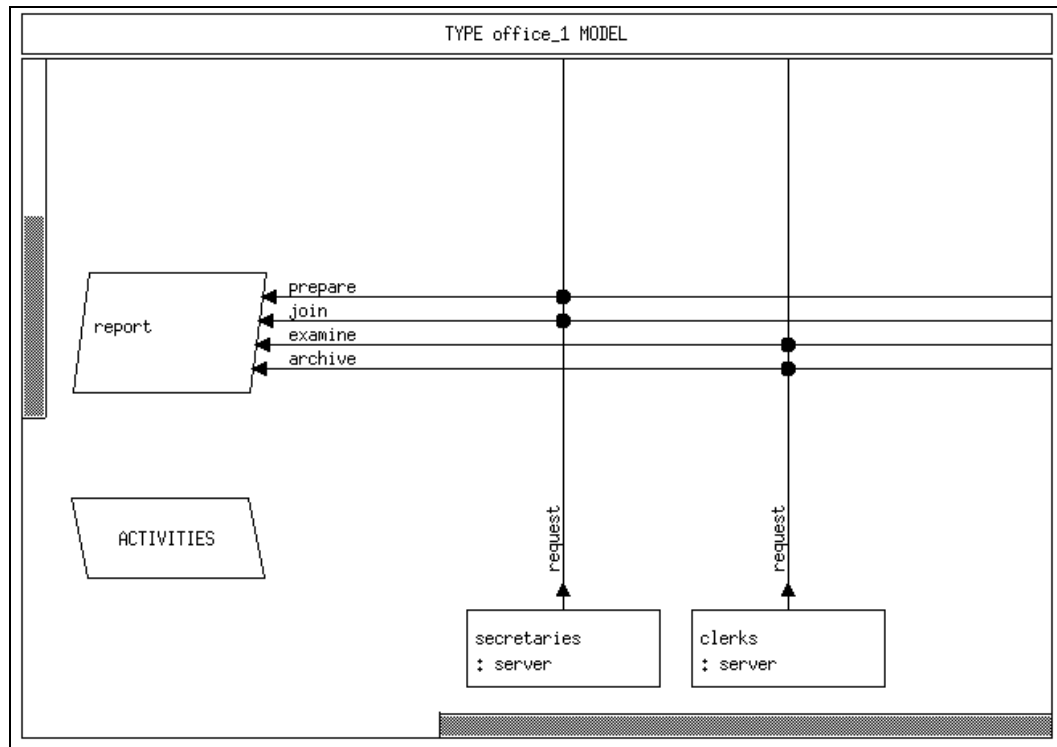 TYPE office_1 MODEL
prepare
join
report
examine
archive
ACTIVITIES
request
request
secretaries
: server
clerks
: server